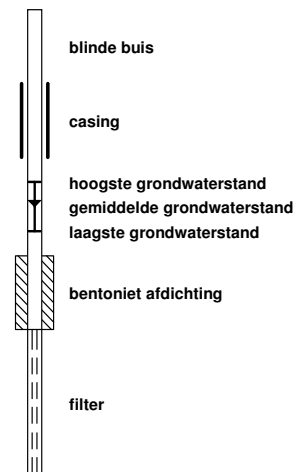 blinde buis
casing
hoogste grondwaterstand
gemiddelde grondwaterstand
laagste grondwaterstand
bentoniet afdichting
filter